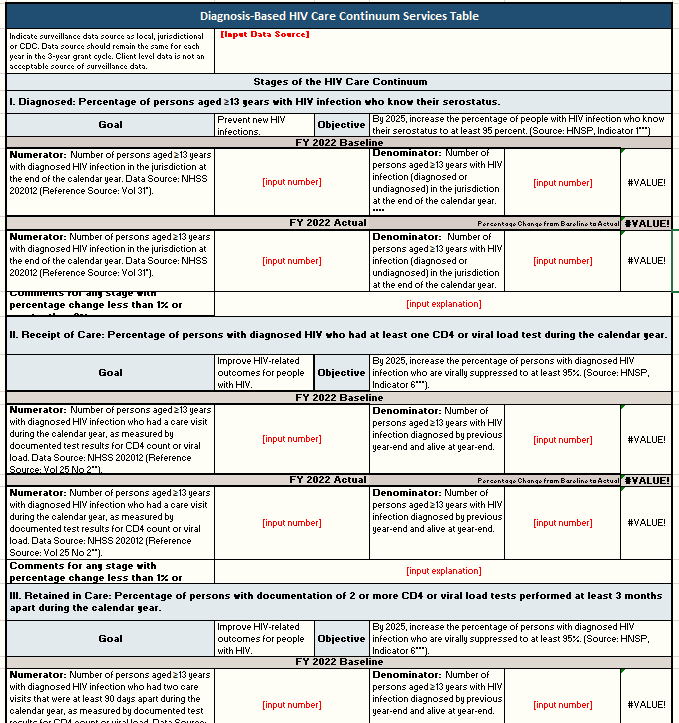 Diagnosis-Based HIV Care Continuum Services Table
Indicate surveillance data source as local, jurisdictional
or CDC. Data source should remain the same for each
year in the 3-year grant cycle. Client level data is not an
acceptable source of surveillance data.
[Input Data Source]
Stages of the HIV Care Continuum
I. Diagnosed: Percentage of persons aged ≥13 years with HIV infection who know their serostatus.
Goal
Prevent new HIV
infections.
Objective
By 2025, increase the percentage of people with HIV infection who know
their serostatus to at least 95 percent. (Source: HNSP, Indicator 1***)
FY 2022 Baseline
Numerator: Number of persons aged ≥13 years
with diagnosed HIV infection in the jurisdiction at
the end of the calendar year. Data Source: NHSS
202012 (Reference Source: Vol 31*).
[input number]
Denominator: Number of
persons aged ≥13 years with HIV
infection (diagnosed or
undiagnosed) in the jurisdiction
at the end of the calendar year.
****
[input number]
#VALUE!
FY 2022 Actual
Percentage Change from Baseline to Actual
#VALUE!
Numerator: Number of persons aged ≥13 years
with diagnosed HIV infection in the jurisdiction at
the end of the calendar year. Data Source: NHSS
202012 (Reference Source: Vol 31*).
[input number]
Denominator: Number of
persons aged ≥13 years with HIV
infection (diagnosed or
undiagnosed) in the jurisdiction
at the end of the calendar year.
[input number]
#VALUE!
Comments for any stage with
percentage change less than 1% or
[input explanation]
II. Receipt of Care: Percentage of persons with diagnosed HIV who had at least one CD4 or viral load test during the calendar year.
Goal
Improve HIV-related
outcomes for people
with HIV.
Objective
By 2025, increase the percentage of persons with diagnosed HIV
infection who are virally suppressed to at least 95%. (Source: HNSP,
Indicator 6***).
FY 2022 Baseline
Numerator: Number of persons aged ≥13 years
with diagnosed HIV infection who had a care visit
during the calendar year, as measured by
documented test results for CD4 count or viral
load. Data Source: NHSS 202012 (Reference
Source: Vol 25 No 2**).
[input number]
Denominator: Number of
persons aged ≥13 years with HIV
infection diagnosed by previous
year-end and alive at year-end.
[input number]
#VALUE!
FY 2022 Actual
Percentage Change from Baseline to Actual
#VALUE!
Numerator: Number of persons aged ≥13 years
with diagnosed HIV infection who had a care visit
during the calendar year, as measured by
documented test results for CD4 count or viral
load. Data Source: NHSS 202012 (Reference
Source: Vol 25 No 2**).
[input number]
Denominator: Number of
persons aged ≥13 years with HIV
infection diagnosed by previous
year-end and alive at year-end.
[input number]
#VALUE!
Comments for any stage with
percentage change less than 1% or
[input explanation]
III. Retained in Care: Percentage of persons with documentation of 2 or more CD4 or viral load tests performed at least 3 months
apart during the calendar year.
Goal
Improve HIV-related
outcomes for people
with HIV.
Objective
By 2025, increase the percentage of persons with diagnosed HIV
infection who are virally suppressed to at least 95%. (Source: HNSP,
Indicator 6***).
FY 2022 Baseline
Numerator: Number of persons aged ≥13 years
with diagnosed HIV infection who had two care
visits that were at least 90 days apart during the
calendar year, as measured by documented test
results for CD4 count or viral load. Data Source:
[input number]
Denominator: Number of
persons aged ≥13 years with HIV
infection diagnosed by previous
year-end and alive at year-end.
[input number]
#VALUE!